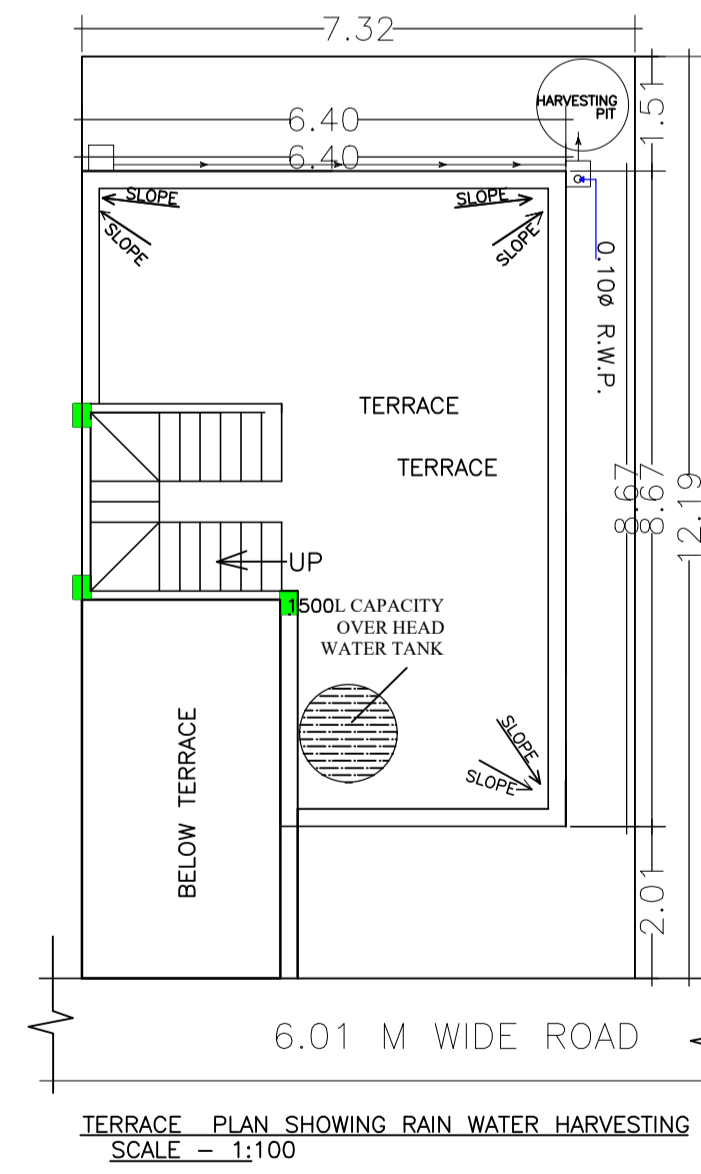 7.32
HARVESTING
PIT
1.51
6.40
6.40
SLOPE
SLOPE
SLOPE
SLOPE
0.10ø R.W.P.
TERRACE
TERRACE
8.67
8.67
12.19
UP
1500L CAPACITY
OVER HEAD
WATER TANK
SLOPE
SLOPE
BELOW TERRACE
2.01
6.01 M WIDE ROAD
TERRACE PLAN SHOWING RAIN WATER HARVESTING
SCALE - 1:100